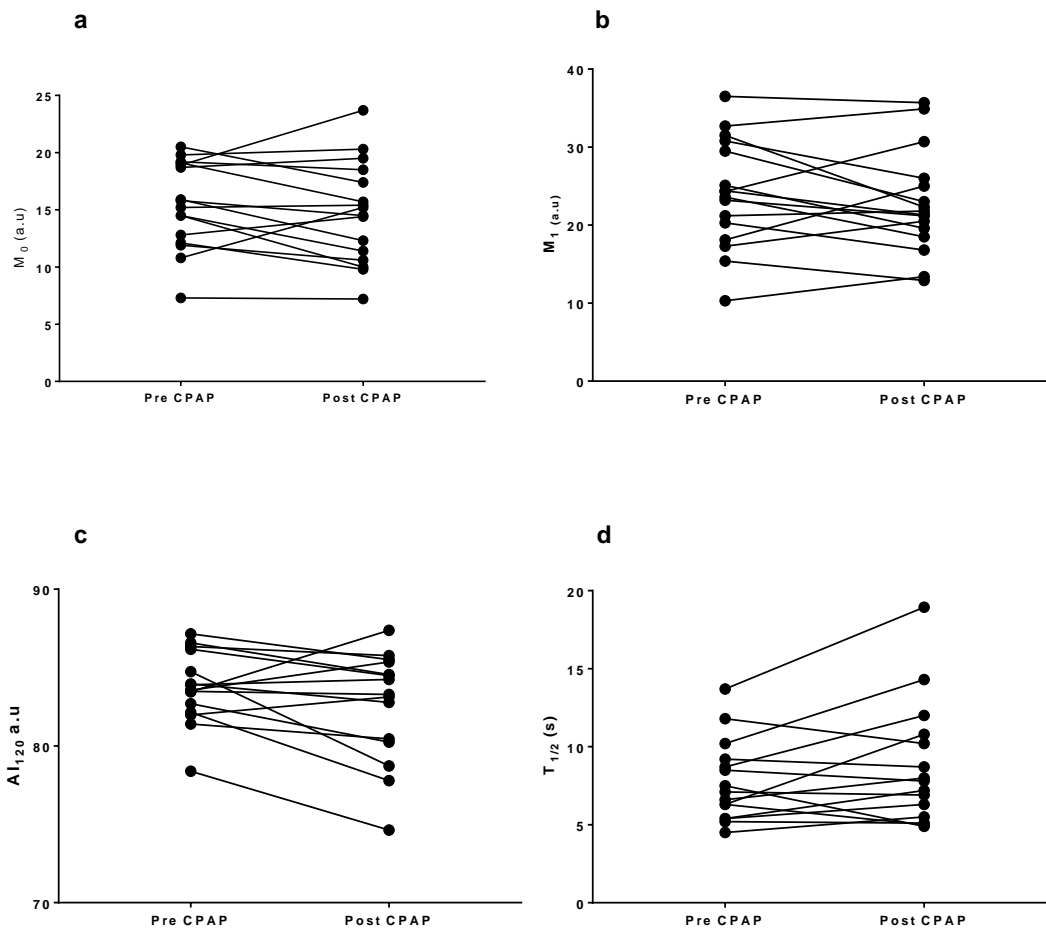 a
25
20
15
10
5
0
M0 (a.u)
Pre CPAP
Post CPAP
b
40
30
20
10
0
M1 (a.u)
Pre CPAP
Post CPAP
c
90
80
70
AI120 a.u
Pre CPAP
Post CPAP
d
20
15
10
5
0
T1/2 (s)
Pre CPAP
Post CPAP